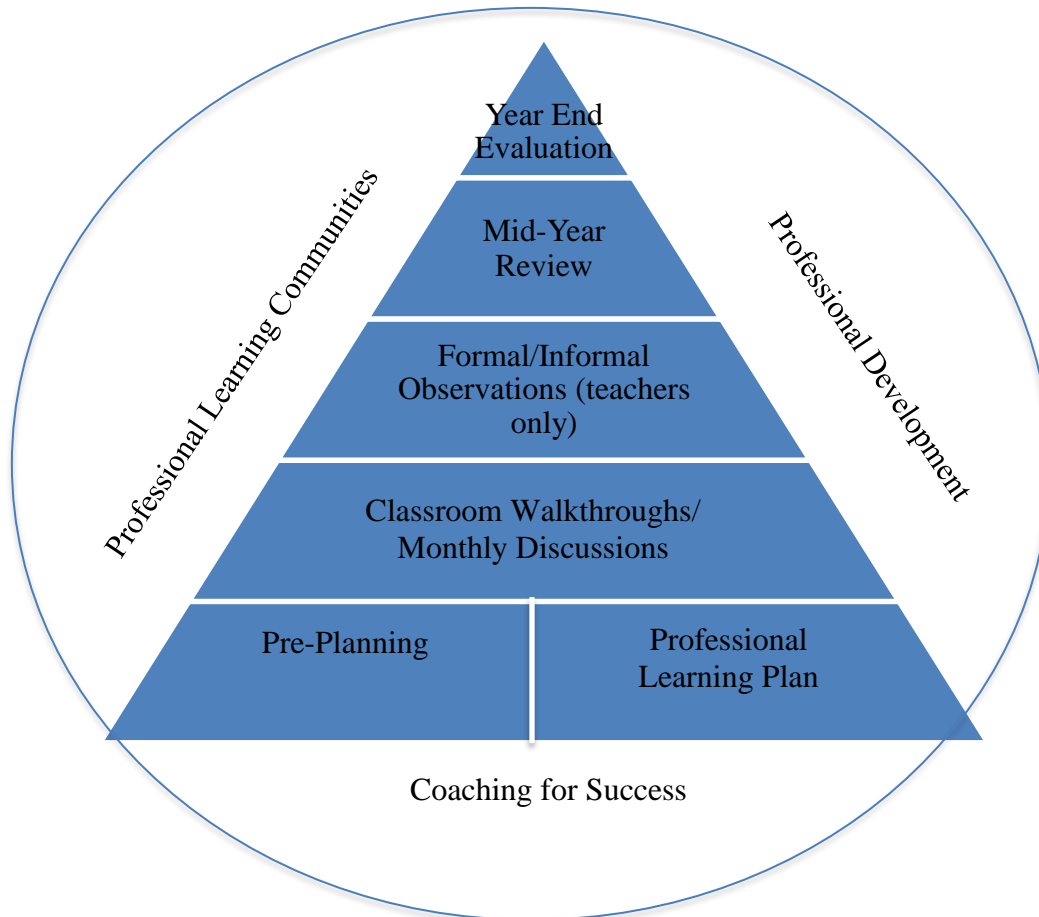 Year End
Evaluation
Mid-Year
Review
Formal/Informal
Observations (teachers
only)
Classroom Walkthroughs/
Monthly Discussions
Pre-Planning
Professional
Learning Plan
Professional Learning Communities
Professional Development
Coaching for Success